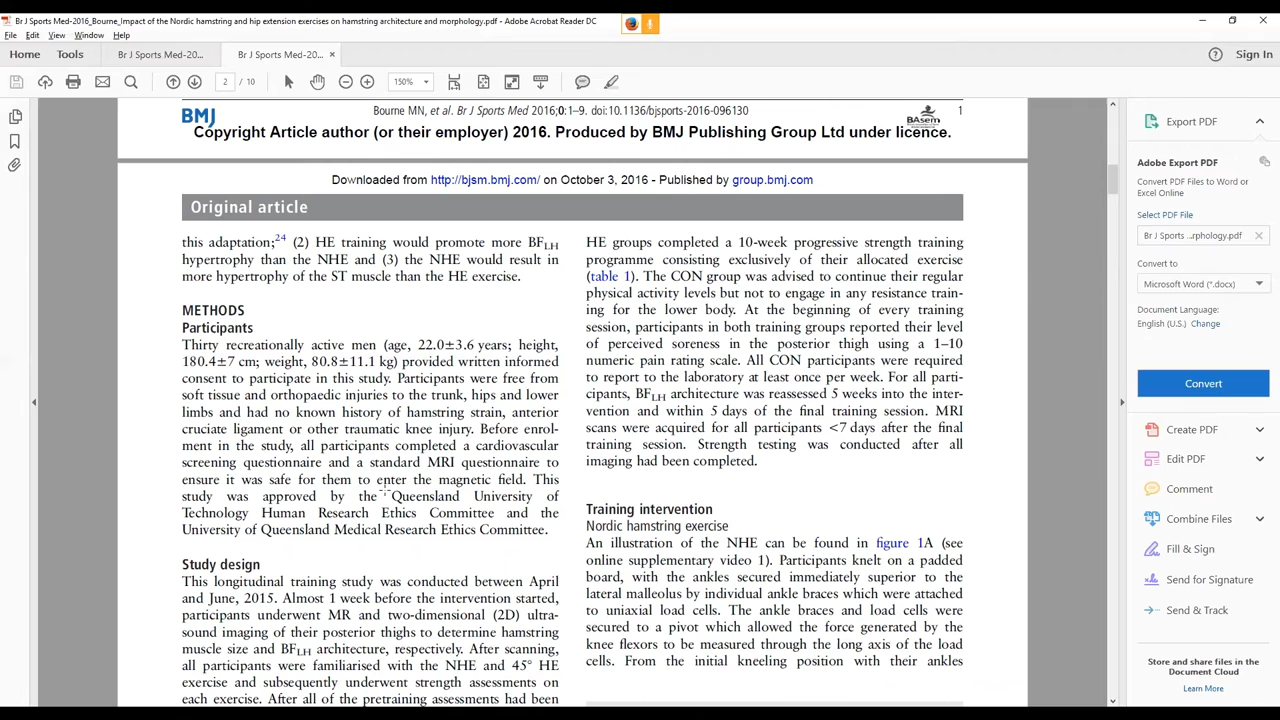 Br J Sports Med-2016_Bourne_Impact of the Nordic hamstring and hip extension exercises on hamstring architecture and morphology.pdf - Adobe Acrobat Reader DC
File Edit View Window Help
Home Tools Br J Sports Med-20... Br J Sports Med-20... × Sign In
2 / 10 150%
BMJ Bourne MN, et al. Br J Sports Med 2016;0:1–9. doi:10.1136/bjsports-2016-096130 BASem 1
Copyright Article author (or their employer) 2016. Produced by BMJ Publishing Group Ltd under licence.
Downloaded from http://bjsm.bmj.com/ on October 3, 2016 - Published by group.bmj.com
Original article
this adaptation;24 (2) HE training would promote more BFLH
hypertrophy than the NHE and (3) the NHE would result in
more hypertrophy of the ST muscle than the HE exercise.
METHODS
Participants
Thirty recreationally active men (age, 22.0±3.6 years; height,
180.4±7 cm; weight, 80.8±11.1 kg) provided written informed
consent to participate in this study. Participants were free from
soft tissue and orthopaedic injuries to the trunk, hips and lower
limbs and had no known history of hamstring strain, anterior
cruciate ligament or other traumatic knee injury. Before enrol-
ment in the study, all participants completed a cardiovascular
screening questionnaire and a standard MRI questionnaire to
ensure it was safe for them to enter the magnetic field. This
study was approved by the Queensland University of
Technology Human Research Ethics Committee and the
University of Queensland Medical Research Ethics Committee.
Study design
This longitudinal training study was conducted between April
and June, 2015. Almost 1 week before the intervention started,
participants underwent MR and two-dimensional (2D) ultra-
sound imaging of their posterior thighs to determine hamstring
muscle size and BFLH architecture, respectively. After scanning,
all participants were familiarised with the NHE and 45° HE
exercise and subsequently underwent strength assessments on
each exercise. After all of the pretraining assessments had been
HE groups completed a 10-week progressive strength training
programme consisting exclusively of their allocated exercise
(table 1). The CON group was advised to continue their regular
physical activity levels but not to engage in any resistance train-
ing for the lower body. At the beginning of every training
session, participants in both training groups reported their level
of perceived soreness in the posterior thigh using a 1–10
numeric pain rating scale. All CON participants were required
to report to the laboratory at least once per week. For all parti-
cipants, BFLH architecture was reassessed 5 weeks into the inter-
vention and within 5 days of the final training session. MRI
scans were acquired for all participants <7 days after the final
training session. Strength testing was conducted after all
imaging had been completed.
Training intervention
Nordic hamstring exercise
An illustration of the NHE can be found in figure 1A (see
online supplementary video 1). Participants knelt on a padded
board, with the ankles secured immediately superior to the
lateral malleolus by individual ankle braces which were attached
to uniaxial load cells. The ankle braces and load cells were
secured to a pivot which allowed the force generated by the
knee flexors to be measured through the long axis of the load
cells. From the initial kneeling position with their ankles
Export PDF
Adobe Export PDF
Convert PDF Files to Word or
Excel Online
Select PDF File
Br J Sports ...rphology.pdf ×
Convert to
Microsoft Word (*.docx)
Document Language:
English (U.S.) Change
Convert
Create PDF
Edit PDF
Comment
Combine Files
Fill & Sign
Send for Signature
Send & Track
Store and share files in the
Document Cloud
Learn More